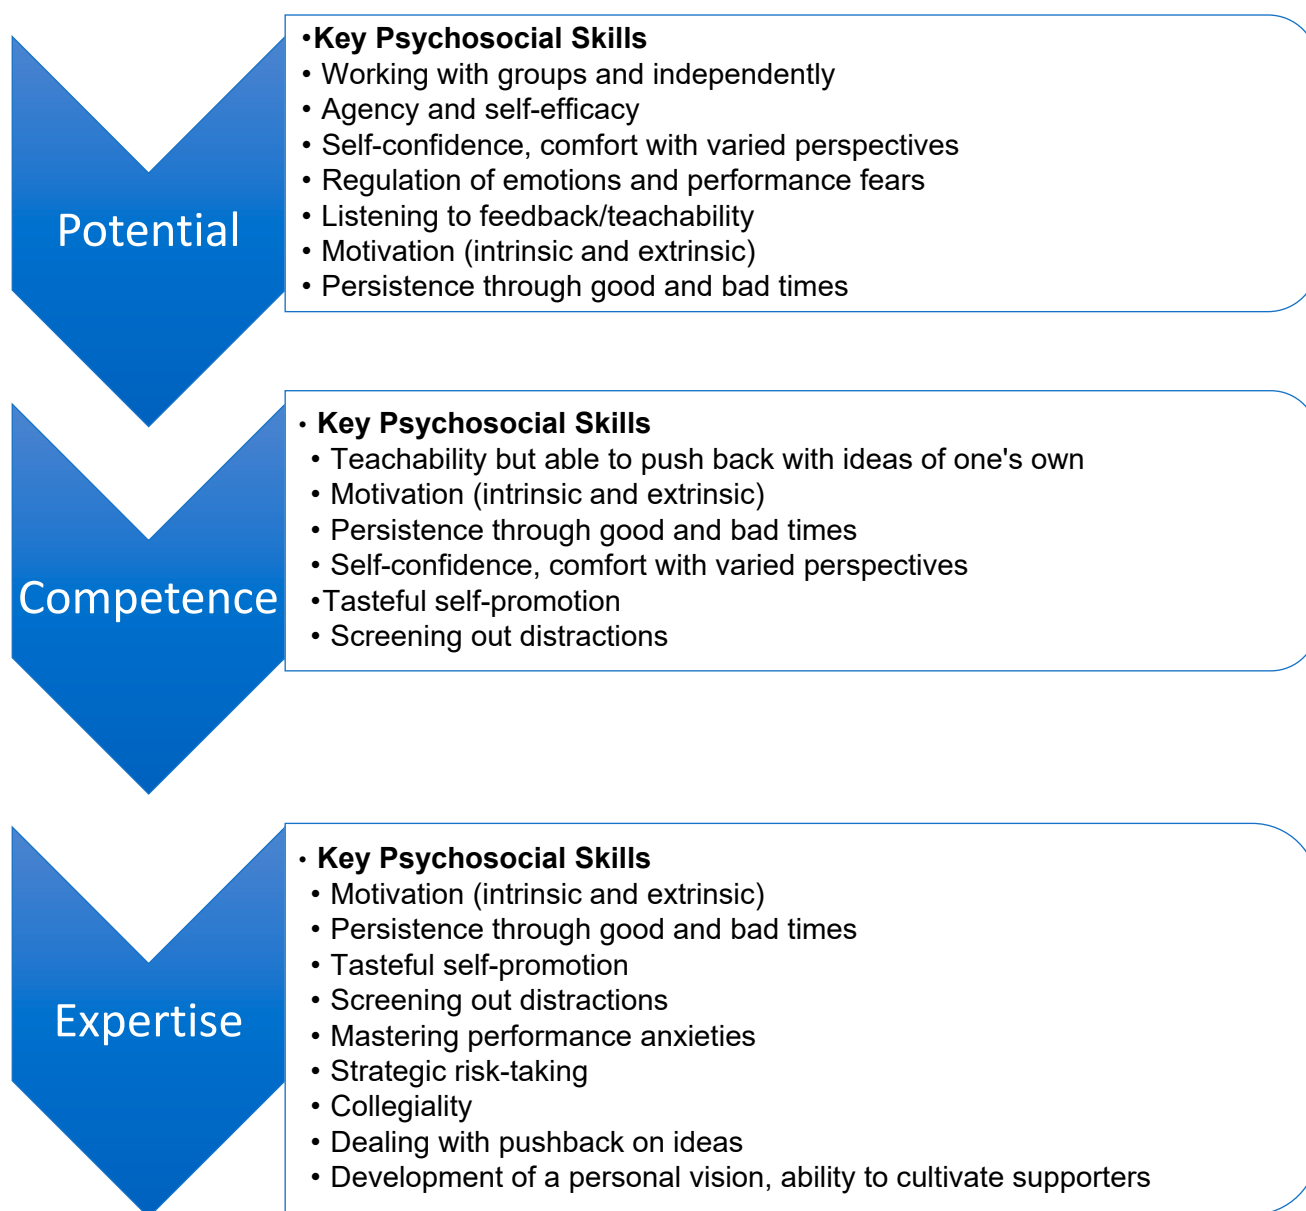 Potential
•Key Psychosocial Skills
• Working with groups and independently
• Agency and self-efficacy
• Self-confidence, comfort with varied perspectives
• Regulation of emotions and performance fears
• Listening to feedback/teachability
• Motivation (intrinsic and extrinsic)
• Persistence through good and bad times
Competence
• Key Psychosocial Skills
• Teachability but able to push back with ideas of one's own
• Motivation (intrinsic and extrinsic)
• Persistence through good and bad times
• Self-confidence, comfort with varied perspectives
•Tasteful self-promotion
• Screening out distractions
Expertise
• Key Psychosocial Skills
• Motivation (intrinsic and extrinsic)
• Persistence through good and bad times
• Tasteful self-promotion
• Screening out distractions
• Mastering performance anxieties
• Strategic risk-taking
• Collegiality
• Dealing with pushback on ideas
• Development of a personal vision, ability to cultivate supporters